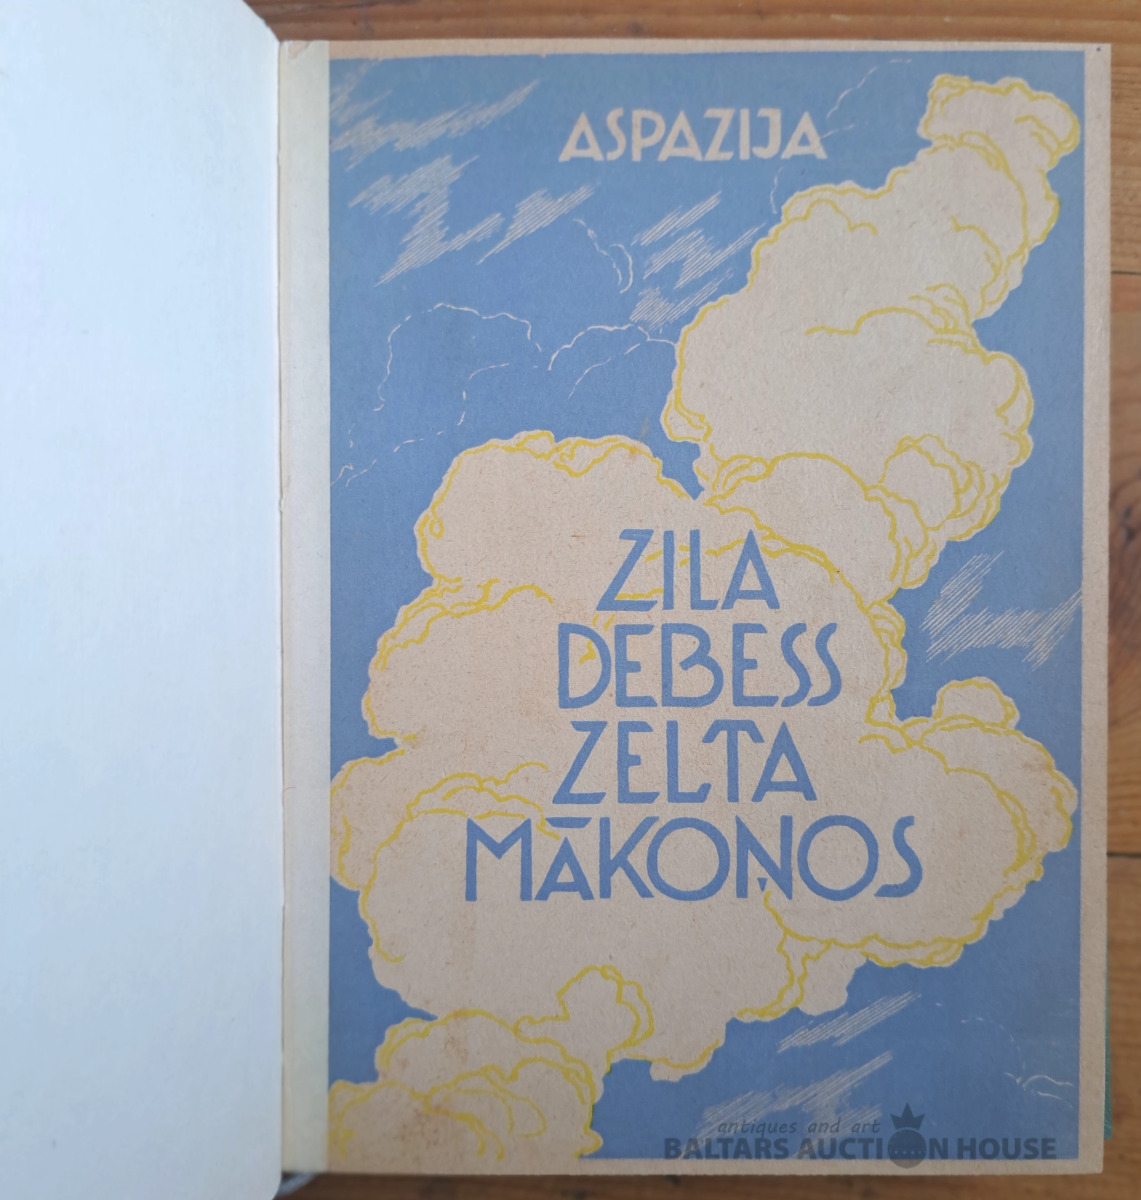 ASPAZIJA
ZILA
DEBESS
ZELTA
MĀKOŅOS
antiques and art
BALTARS AUCTION HOUSE